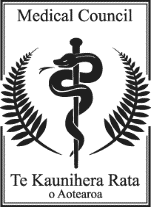 Medical Council
Te Kaunihera Rata
o Aotearoa